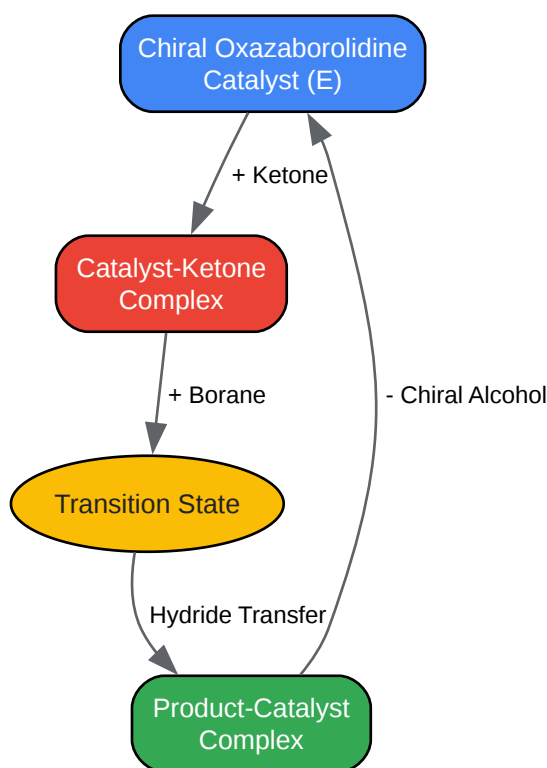 Chiral Oxazaborolidine
Catalyst (E)
+ Ketone
Catalyst-Ketone
Complex
+ Borane
- Chiral Alcohol
Transition State
Hydride Transfer
Product-Catalyst
Complex